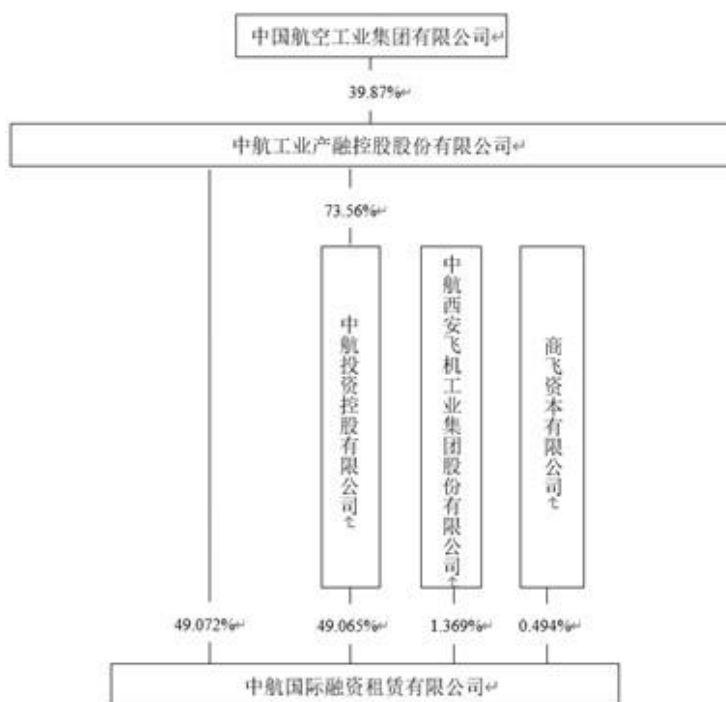 中国航空工业集团有限公司↵
39.87%↵
中航工业产融控股股份有限公司↵
73.56%↵
中航投资控股有限公司↵
中航西安飞机工业集团股份有限公司↵
商飞资本有限公司↵
49.072%↵ 49.065%↵ 1.369%↵ 0.494%↵
中航国际融资租赁有限公司↵